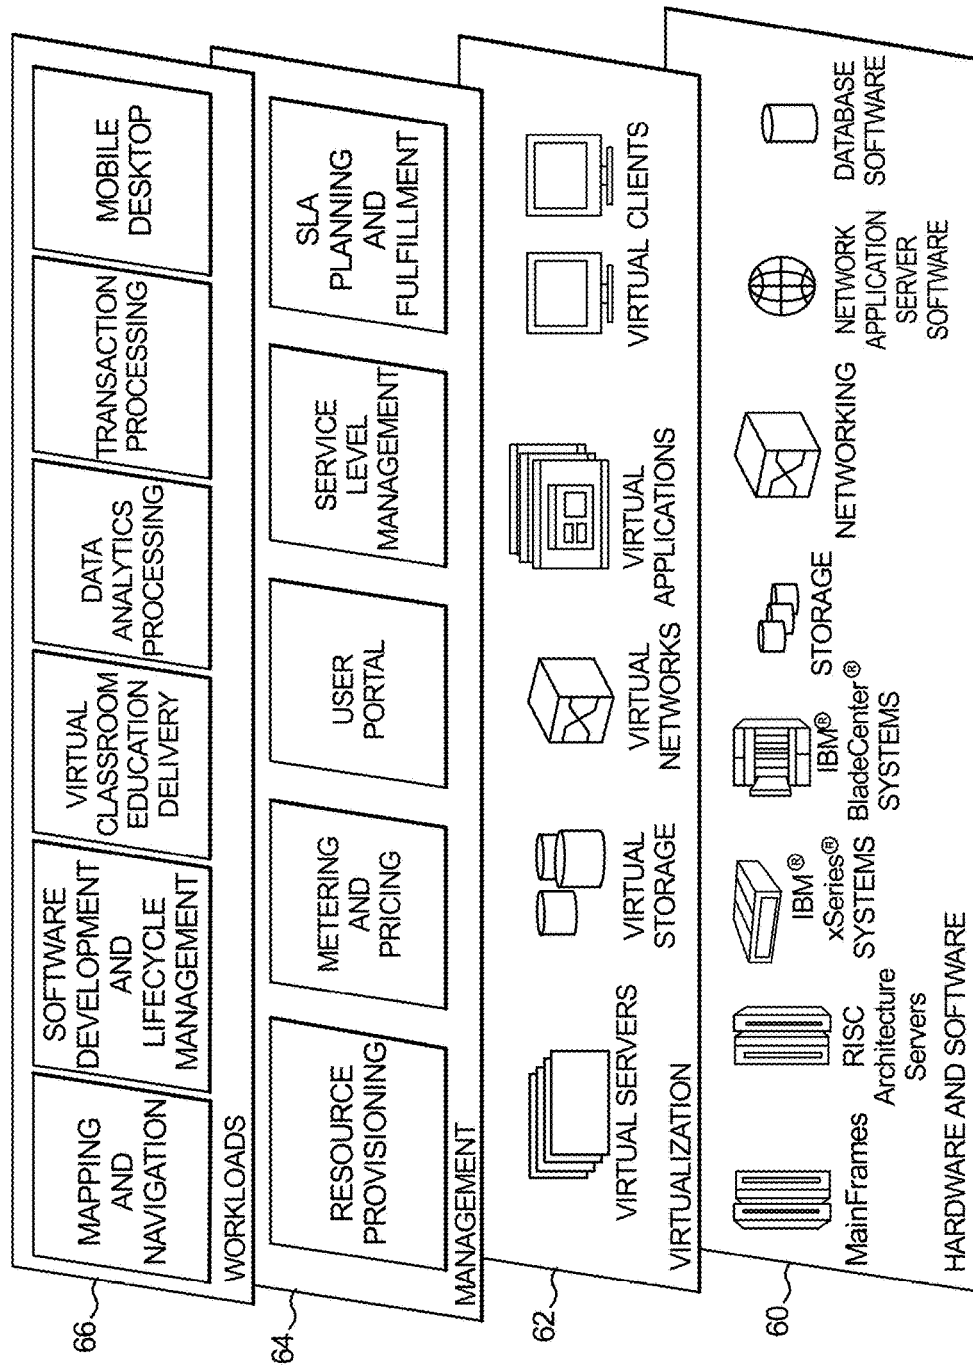 66
MAPPING
AND
NAVIGATION
SOFTWARE
DEVELOPMENT
AND
LIFECYCLE
MANAGEMENT
VIRTUAL
CLASSROOM
EDUCATION
DELIVERY
DATA
ANALYTICS
PROCESSING
TRANSACTION
PROCESSING
MOBILE
DESKTOP
WORKLOADS
64
RESOURCE
PROVISIONING
METERING
AND
PRICING
USER
PORTAL
SERVICE
LEVEL
MANAGEMENT
SLA
PLANNING
AND
FULFILLMENT
MANAGEMENT
62
VIRTUAL SERVERS
VIRTUAL
STORAGE
VIRTUAL
NETWORKS
VIRTUAL
APPLICATIONS
VIRTUAL CLIENTS
VIRTUALIZATION
60
MainFrames
RISC
Architecture
Servers
IBM®
xSeries®
SYSTEMS
IBM®
BladeCenter®
SYSTEMS
STORAGE
NETWORKING
NETWORK
APPLICATION
SERVER
SOFTWARE
DATABASE
SOFTWARE
HARDWARE AND SOFTWARE